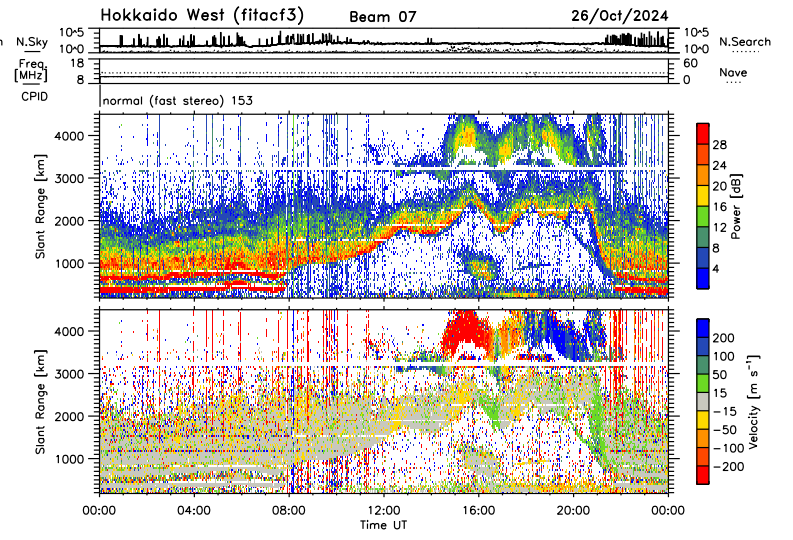 Hokkaido West (fitacf3) Beam 07 26/Oct/2024
N.Sky 10^5 10^0 10^5 10^0 N.Search
Freq. [MHz] 18 8 60 0 Nave
CPID normal (fast stereo) 153
Slant Range [km] 4000 3000 2000 1000
28 24 20 16 12 8 4 Power [dB]
Slant Range [km] 4000 3000 2000 1000
200 100 50 15 -15 -50 -100 -200 Velocity [m s⁻¹]
00:00 04:00 08:00 12:00 16:00 20:00 00:00
Time UT